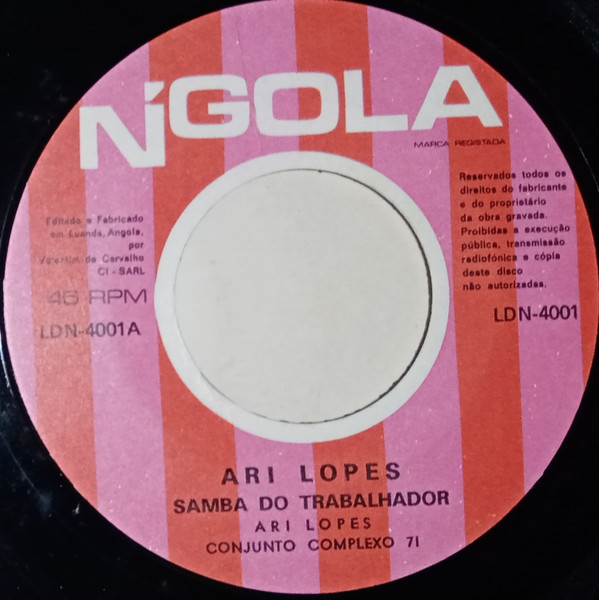 N'GOLA
MARCA REGISTADA
Editado e Fabricado
em Luanda, Angola,
por
Valentim de Carvalho
CI - SARL
45 RPM
LDN-4001A
Reservados todos os
direitos do fabricante
e do proprietário
da obra gravada.
Proibidas a execução
pública, transmissão
radiofónica e cópia
deste disco
não autorizadas.
LDN-4001
ARI LOPES
SAMBA DO TRABALHADOR
ARI LOPES
CONJUNTO COMPLEXO 71